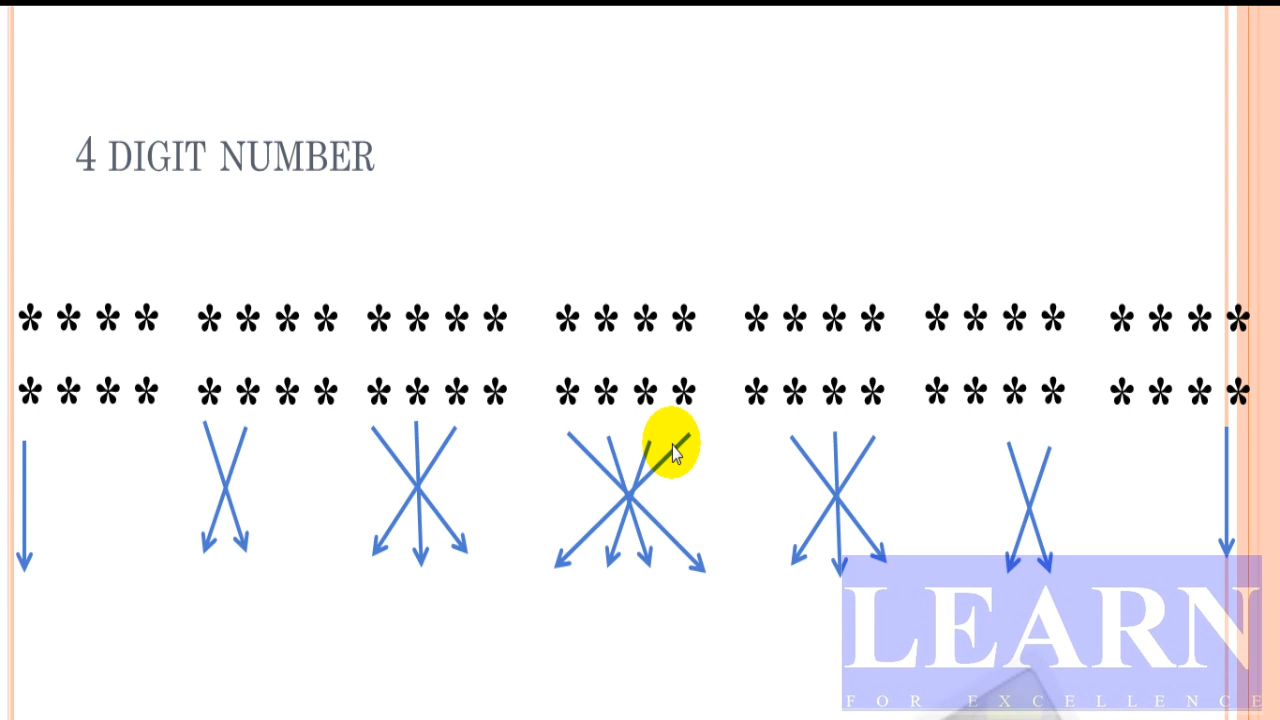 4 DIGIT NUMBER
* * * * * * * * * * * * * * * * * * * * * * * * * * * *
* * * * * * * * * * * * * * * * * * * * * * * * * * * *
LEARN
FOR EXCELLENCE